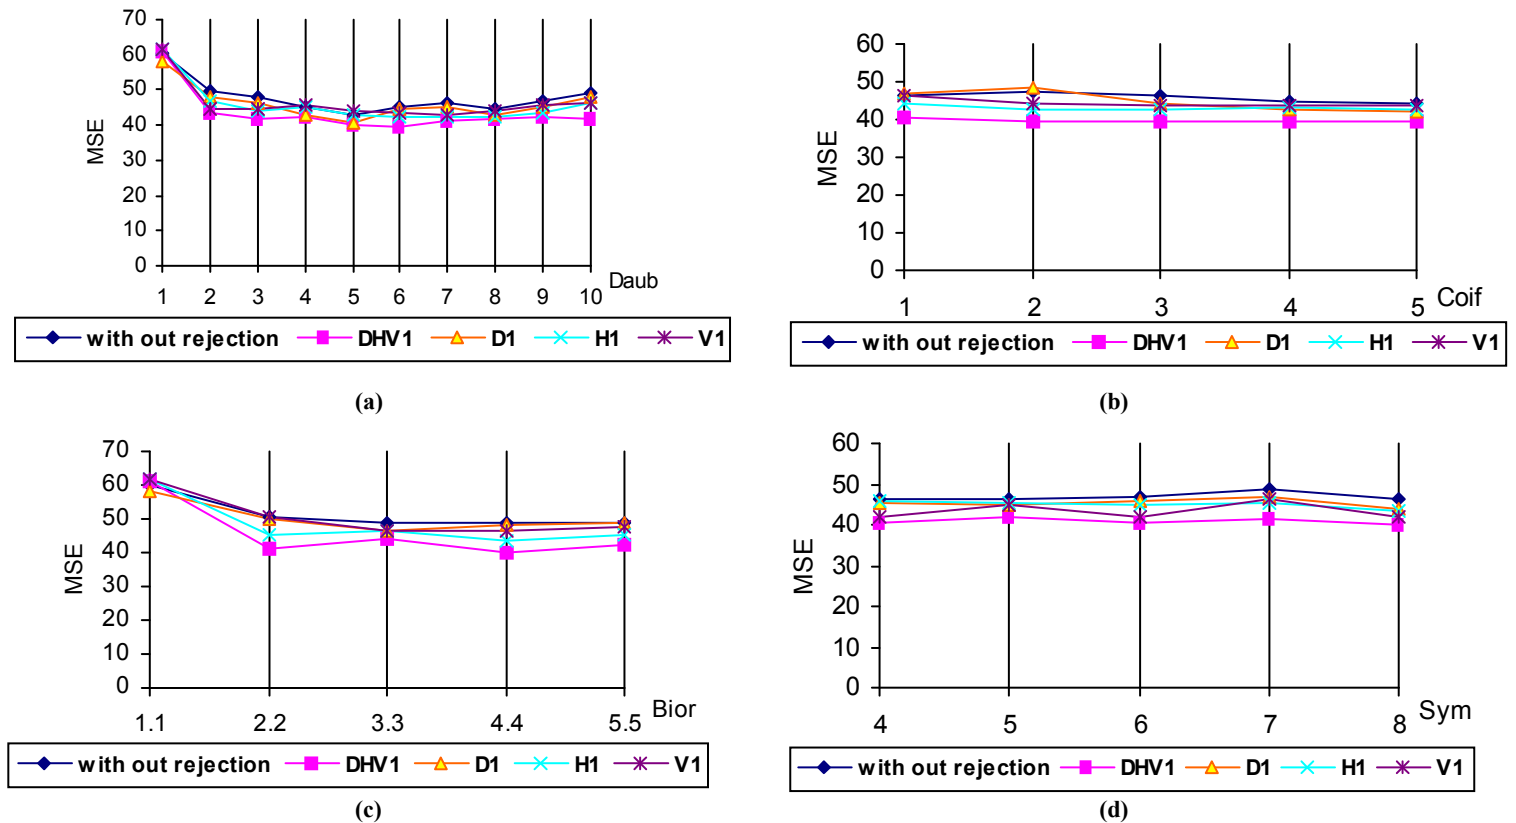 70
60
50
40
30
20
10
0
MSE
1 2 3 4 5 6 7 8 9 10 Daub
with out rejection DHV1 D1 H1 V1
(a)
60
50
40
30
20
10
0
MSE
1 2 3 4 5 Coif
with out rejection DHV1 D1 H1 V1
(b)
70
60
50
40
30
20
10
0
MSE
1.1 2.2 3.3 4.4 5.5 Bior
with out rejection DHV1 D1 H1 V1
(c)
60
50
40
30
20
10
0
MSE
4 5 6 7 8 Sym
with out rejection DHV1 D1 H1 V1
(d)